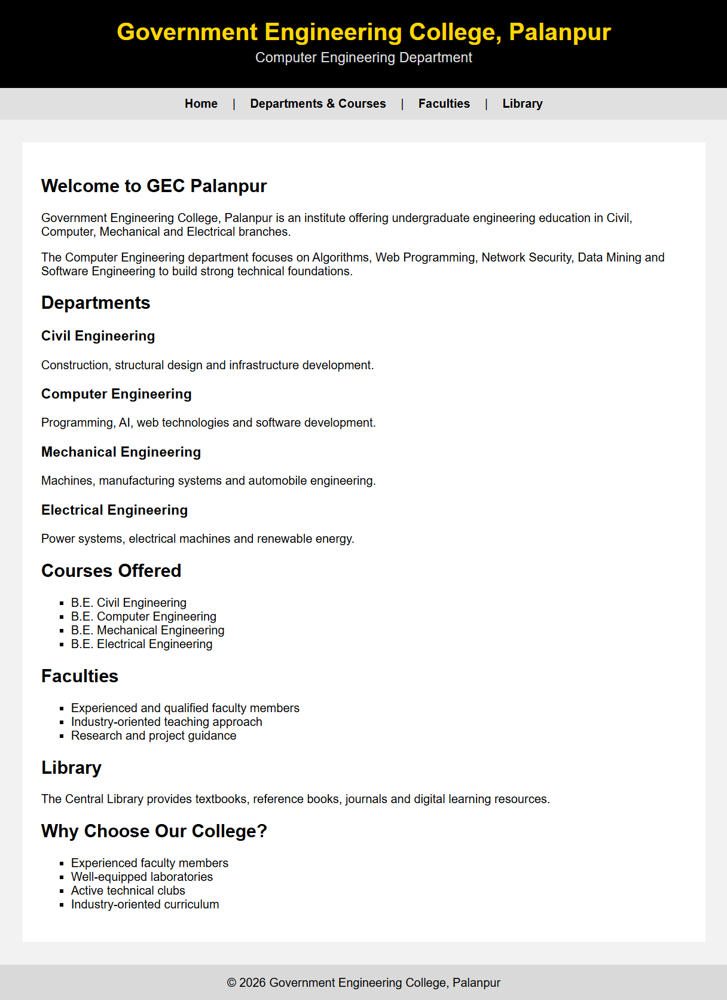 Government Engineering College, Palanpur
Computer Engineering Department
Home | Departments & Courses | Faculties | Library
Welcome to GEC Palanpur
Government Engineering College, Palanpur is an institute offering undergraduate engineering education in Civil,
Computer, Mechanical and Electrical branches.
The Computer Engineering department focuses on Algorithms, Web Programming, Network Security, Data Mining and
Software Engineering to build strong technical foundations.
Departments
Civil Engineering
Construction, structural design and infrastructure development.
Computer Engineering
Programming, AI, web technologies and software development.
Mechanical Engineering
Machines, manufacturing systems and automobile engineering.
Electrical Engineering
Power systems, electrical machines and renewable energy.
Courses Offered
▪ B.E. Civil Engineering
▪ B.E. Computer Engineering
▪ B.E. Mechanical Engineering
▪ B.E. Electrical Engineering
Faculties
▪ Experienced and qualified faculty members
▪ Industry-oriented teaching approach
▪ Research and project guidance
Library
The Central Library provides textbooks, reference books, journals and digital learning resources.
Why Choose Our College?
▪ Experienced faculty members
▪ Well-equipped laboratories
▪ Active technical clubs
▪ Industry-oriented curriculum
© 2026 Government Engineering College, Palanpur